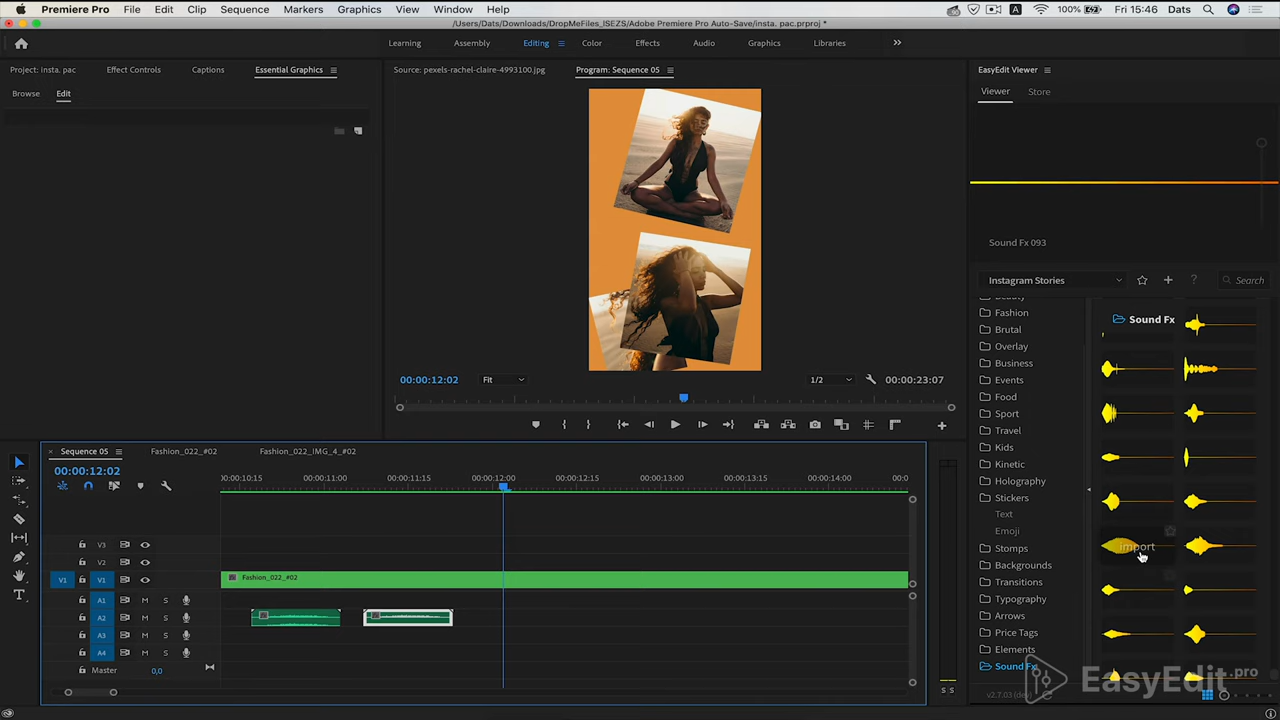 Premiere Pro File Edit Clip Sequence Markers Graphics View Window Help A 100% Fri 15:46 Dats
/Users/Dats/Downloads/DropMeFiles_ISEZS/Adobe Premiere Pro Auto-Save/insta. pac.prproj *
Learning Assembly Editing Color Effects Audio Graphics Libraries
Project: insta. pac Effect Controls Captions Essential Graphics
Source: pexels-rachel-claire-4993100.jpg Program: Sequence 05
EasyEdit Viewer
Browse Edit
Viewer Store
Sound Fx 093
Instagram Stories ? Search
Beauty
Fashion
Brutal
Overlay
Business
Events
Food
Sport
Travel
Kids
Kinetic
Holography
Stickers
Text
Emoji
Stomps
Backgrounds
Transitions
Typography
Arrows
Price Tags
Elements
Sound Fx
Sound Fx
import
00:00:12:02 Fit 1/2 00:00:23:07
Sequence 05 Fashion_022_#02 Fashion_022_IMG_4_#02
00:00:12:02
00:00:10:15 00:00:11:00 00:00:11:15 00:00:12:00 00:00:12:15 00:00:13:00 00:00:13:15 00:00:14:00 00:0
V3
V2
V1 V1 Fashion_022_#02
A1 M S
A2 M S
A3 M S
A4 M S
Master 0,0
S S
EasyEdit.pro
v2.7.03 (dev)